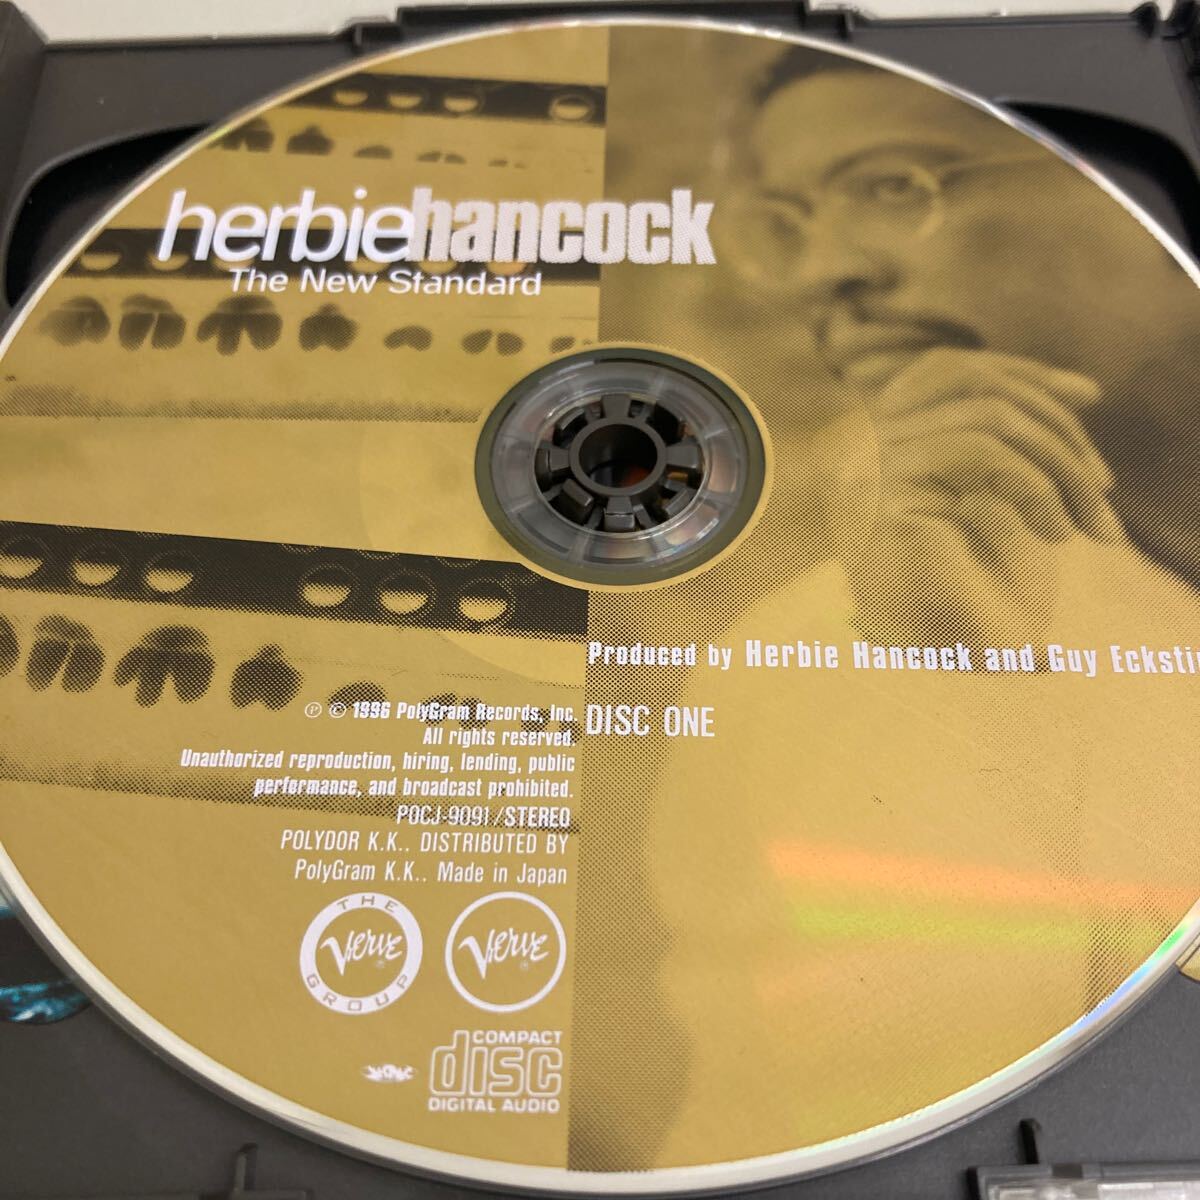 herbiehancock
The New Standard
Produced by Herbie Hancock and Guy
DISC ONE
℗ © 1996 PolyGram Records, Inc.
All rights reserved.
Unauthorized reproduction, hiring, lending, public
performance, and broadcast prohibited.
POCJ-9091/STEREO
POLYDOR K.K.. DISTRIBUTED BY
PolyGram K.K.. Made in Japan
THE
Verve®
GROUP
Verve®
COMPACT
disc
DIGITAL AUDIO